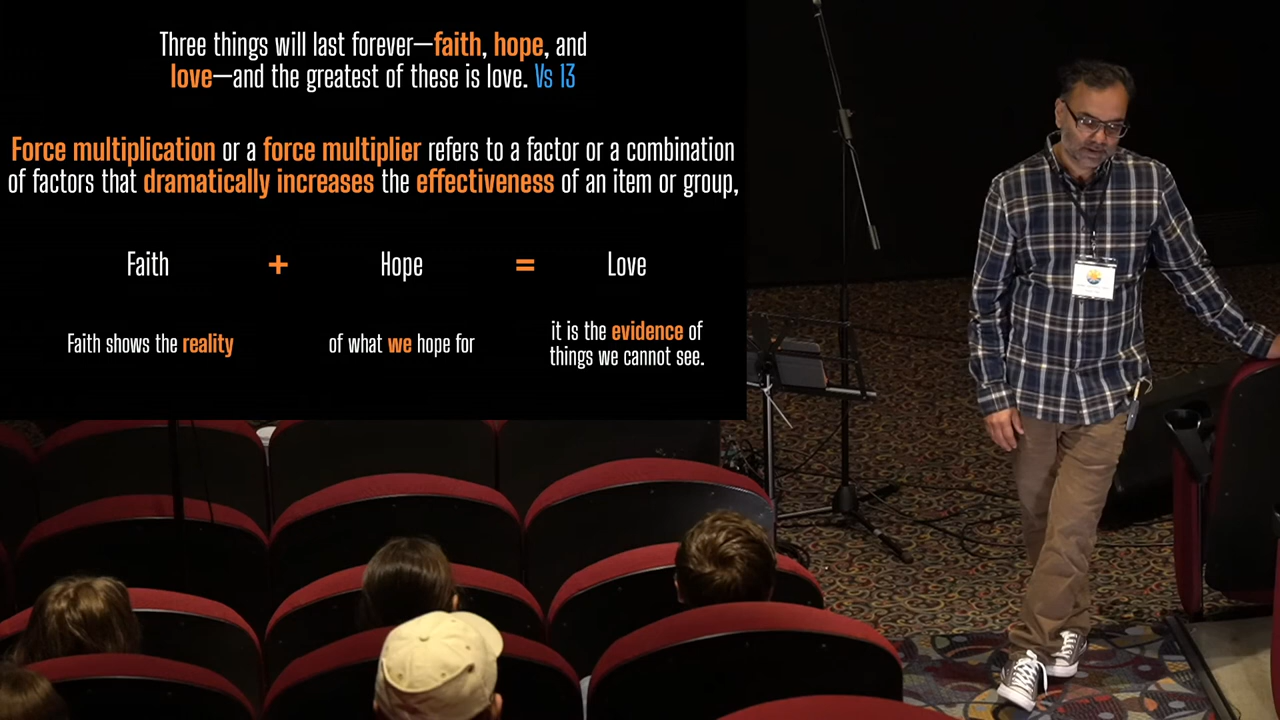 Three things will last forever—faith, hope, and
love—and the greatest of these is love. Vs 13
Force multiplication or a force multiplier refers to a factor or a combination
of factors that dramatically increases the effectiveness of an item or group,
Faith + Hope = Love
Faith shows the reality
of what we hope for
it is the evidence of
things we cannot see.